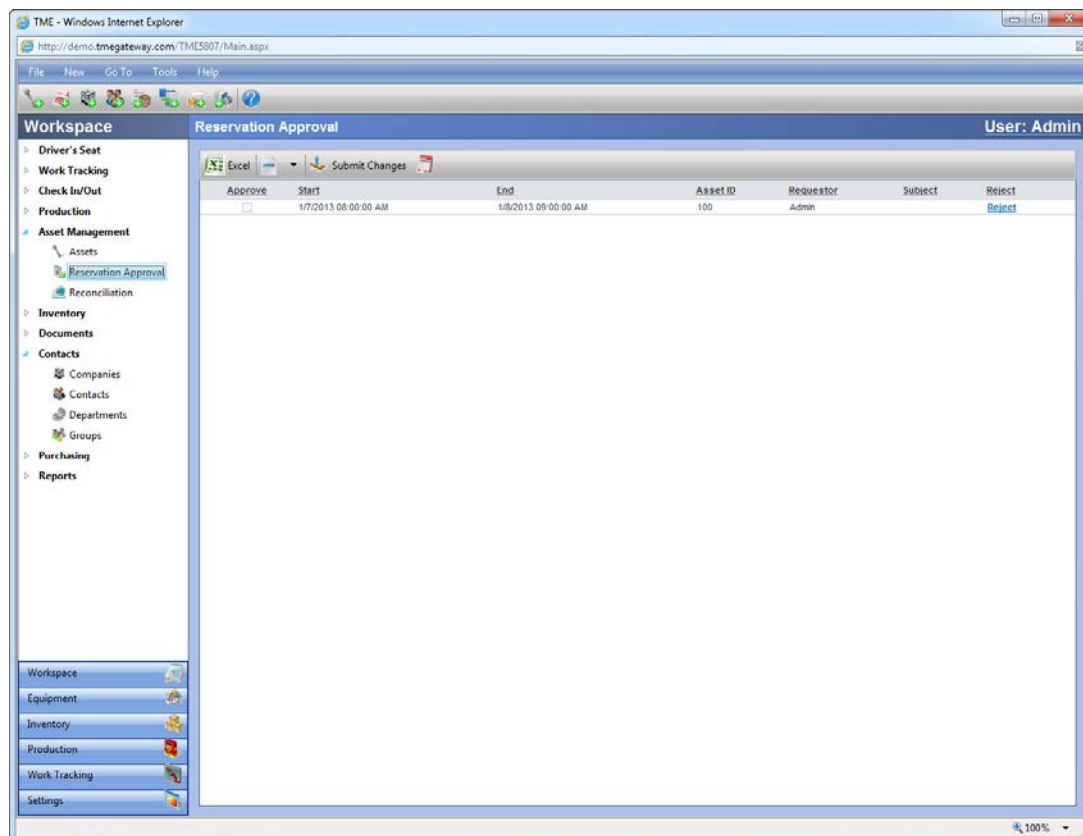 TME - Windows Internet Explorer
http://demo.tmegateway.com/TME5807/Main.aspx
File New Go To Tools Help
Workspace
Reservation Approval
User: Admin
Driver's Seat
Work Tracking
Check In/Out
Production
Asset Management
Assets
Reservation Approval
Reconciliation
Inventory
Documents
Contacts
Companies
Contacts
Departments
Groups
Purchasing
Reports
Excel Submit Changes
Approve Start End Asset ID Requestor Subject Reject
1/7/2013 08:00:00 AM 1/8/2013 09:00:00 AM 100 Admin Reject
Workspace
Equipment
Inventory
Production
Work Tracking
Settings
100%